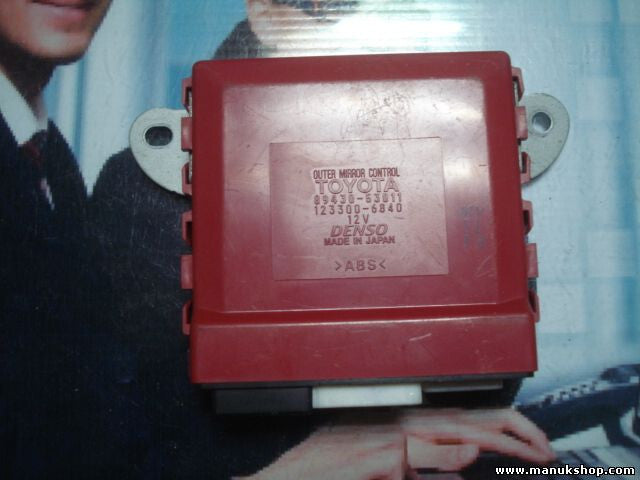 OUTER MIRROR CONTROL
TOYOTA
89430-53011
123300-6840
12V
DENSO
MADE IN JAPAN
>ABS<
www.manukshop.com